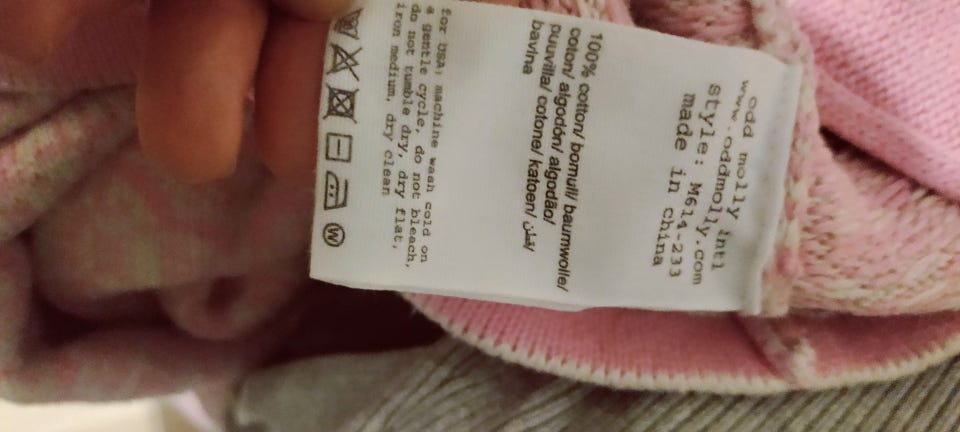 odd molly intl
www.oddmolly.com
style: M614-233
made in China
100% cotton/ bomull/ baumwolle/
coton/ algodón/ algodão/
puuvilla/ cotone/ katoen/ قطن/
bavlna
for USA: machine wash cold on
a gentle cycle, do not bleach,
do not tumble dry, dry flat,
iron medium, dry clean
W